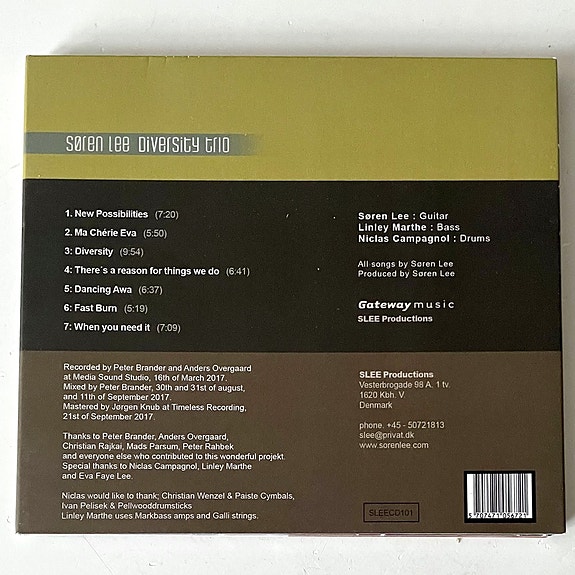 Søren Lee Diversity Trio
1. New Possibilities (7:20)
2. Ma Chérie Eva (5:50)
3: Diversity (9:54)
4: There´s a reason for things we do (6:41)
5: Dancing Awa (6:37)
6: Fast Burn (5:19)
7: When you need it (7:09)
Søren Lee : Guitar
Linley Marthe : Bass
Niclas Campagnol : Drums
All songs by Søren Lee
Produced by Søren Lee
Gateway music
SLEE Productions
Recorded by Peter Brander and Anders Overgaard
at Media Sound Studio, 16th of March 2017.
Mixed by Peter Brander, 30th and 31st of august,
and 11th of September 2017.
Mastered by Jørgen Knub at Timeless Recording,
21st of September 2017.
Thanks to Peter Brander, Anders Overgaard,
Christian Rajkai, Mads Parsum, Peter Rahbek
and everyone else who contributed to this wonderful projekt.
Special thanks to Niclas Campagnol, Linley Marthe
and Eva Faye Lee.
Niclas would like to thank; Christian Wenzel & Paiste Cymbals,
Ivan Pelisek & Pellwooddrumsticks
Linley Marthe uses Markbass amps and Galli strings.
SLEE Productions
Vesterbrogade 98 A. 1 tv.
1620 Kbh. V.
Denmark
phone. +45 - 50721813
slee@privat.dk
www.sorenlee.com
SLEECD101
5 707471 056721